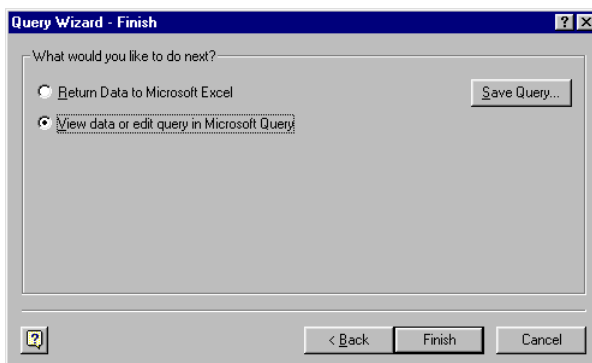 Query Wizard - Finish
What would you like to do next?
Return Data to Microsoft Excel
Save Query...
View data or edit query in Microsoft Query
< Back
Finish
Cancel